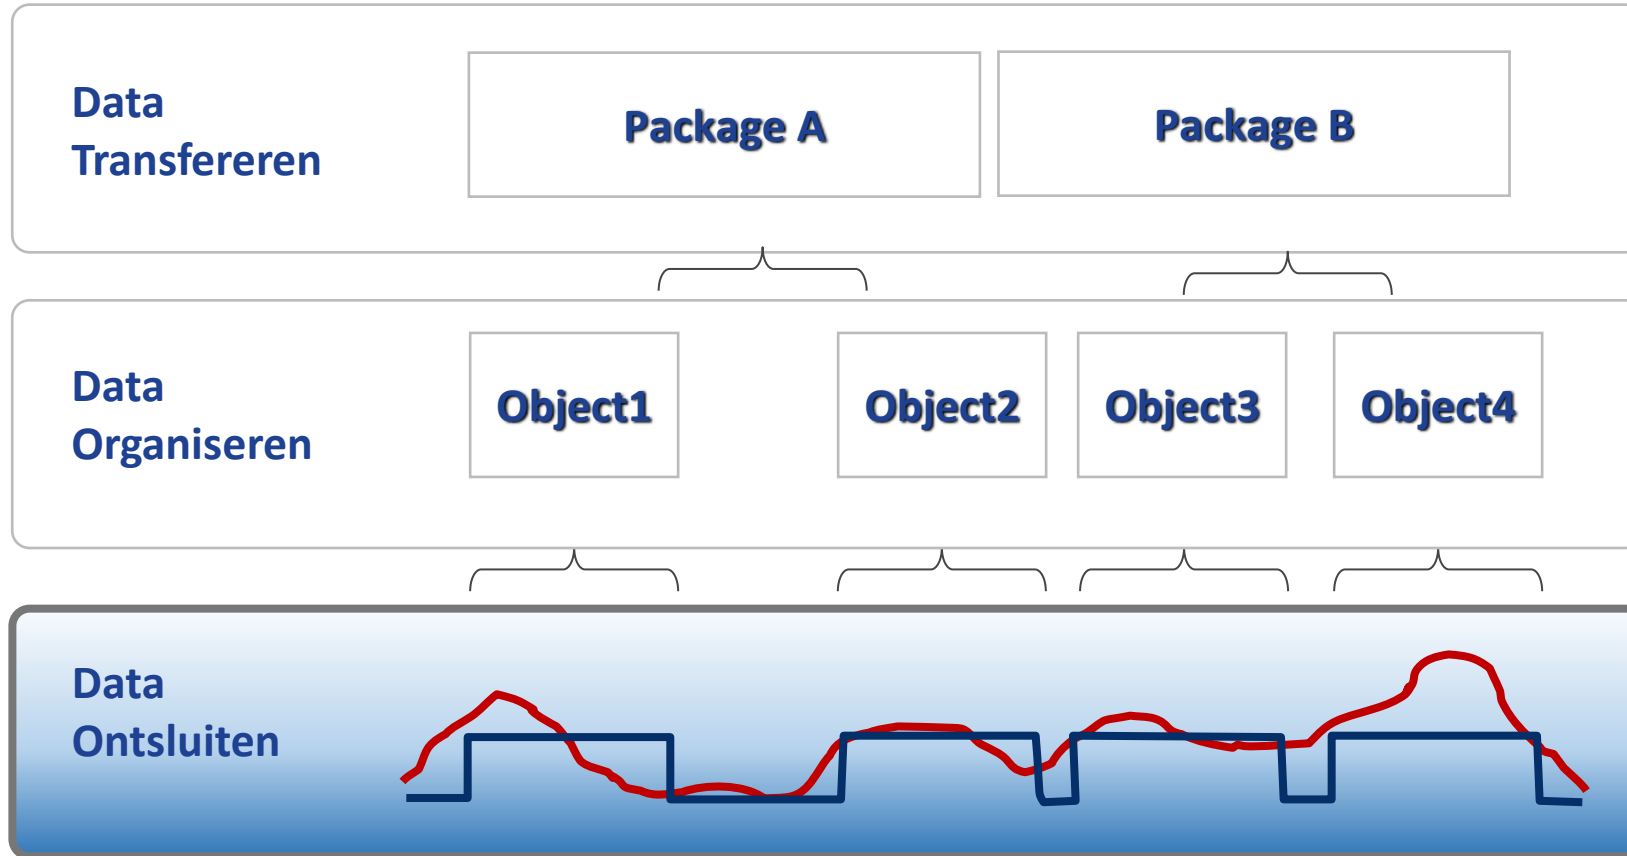 Data
Transfereren
Package A
Package B
Data
Organiseren
Object1
Object2
Object3
Object4
Data
Ontsluiten